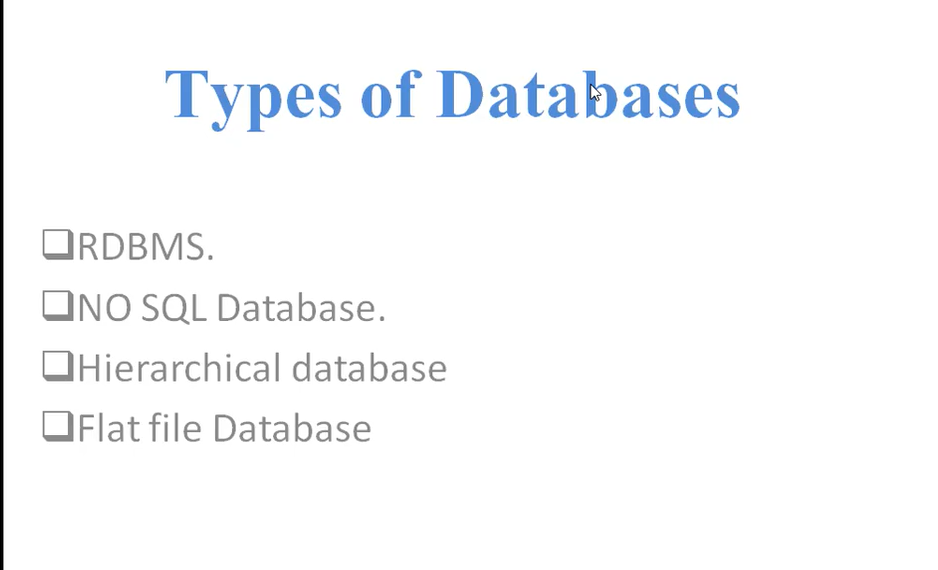 Types of Databases
RDBMS.
NO SQL Database.
Hierarchical database
Flat file Database